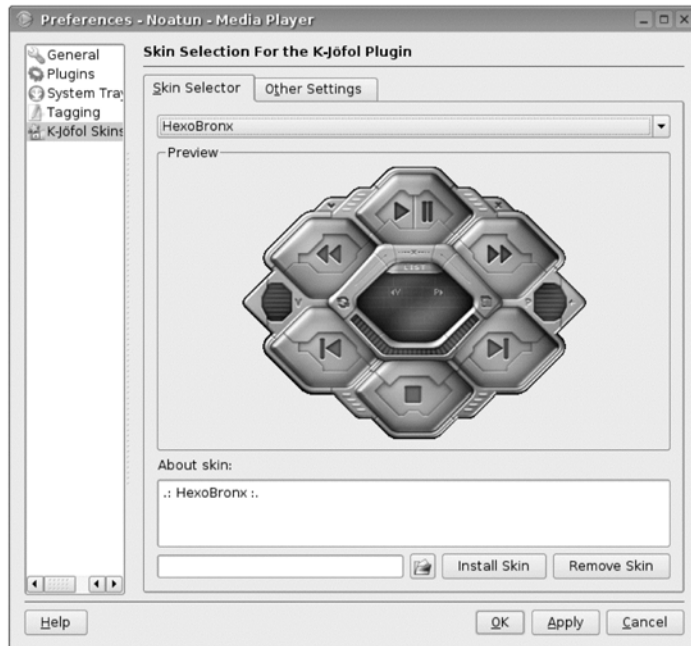 Preferences - Noatun - Media Player
General
Plugins
System Tray
Tagging
K-Jöfol Skins
Skin Selection For the K-Jöfol Plugin
Skin Selector
Other Settings
HexoBronx
Preview
LIST
About skin:
.: HexoBronx :.
Install Skin
Remove Skin
Help
OK
Apply
Cancel